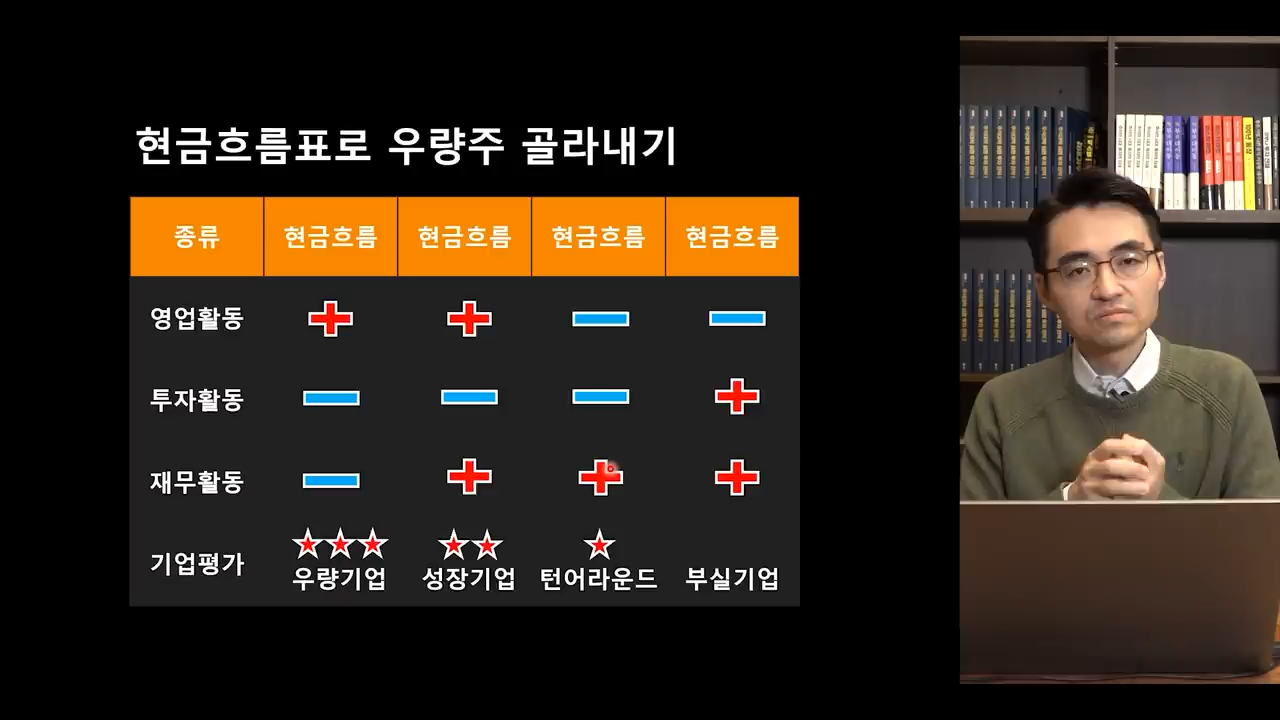 현금흐름표로 우량주 골라내기
종류 현금흐름 현금흐름 현금흐름 현금흐름
영업활동 + + - -
투자활동 - - - +
재무활동 - + + +
기업평가 ★★★ 우량기업 ★★ 성장기업 ★ 턴어라운드 부실기업